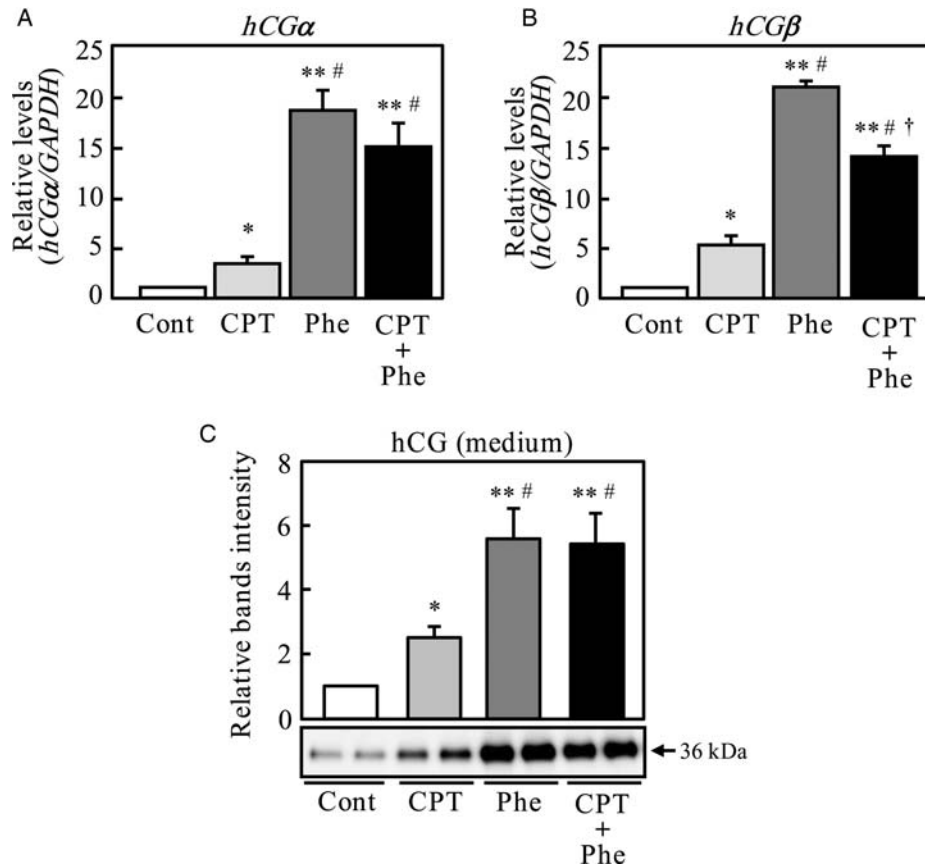 A
hCGα
Relative levels
(hCGα/GAPDH)
25
20
15
10
5
0
*
** #
** #
Cont
CPT
Phe
CPT
+
Phe
B
hCGβ
Relative levels
(hCGβ/GAPDH)
25
20
15
10
5
0
*
** #
** # †
Cont
CPT
Phe
CPT
+
Phe
C
hCG (medium)
Relative bands intensity
8
6
4
2
0
*
** #
** #
36 kDa
Cont
CPT
Phe
CPT
+
Phe